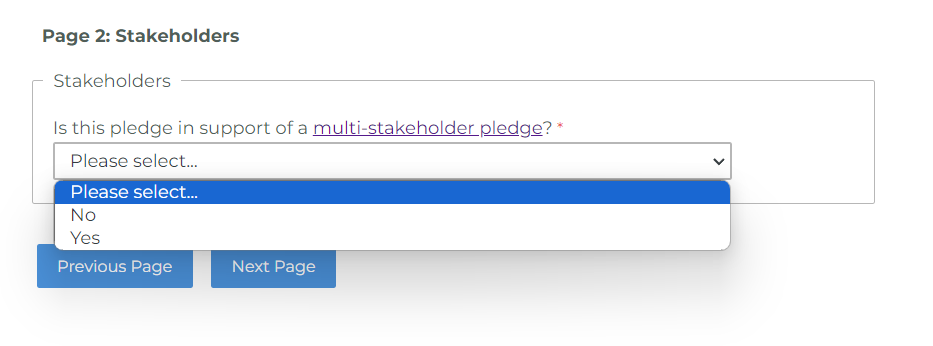 Page 2: Stakeholders
Stakeholders
Is this pledge in support of a multi-stakeholder pledge? *
Please select...
Please select...
No
Yes
Previous Page
Next Page